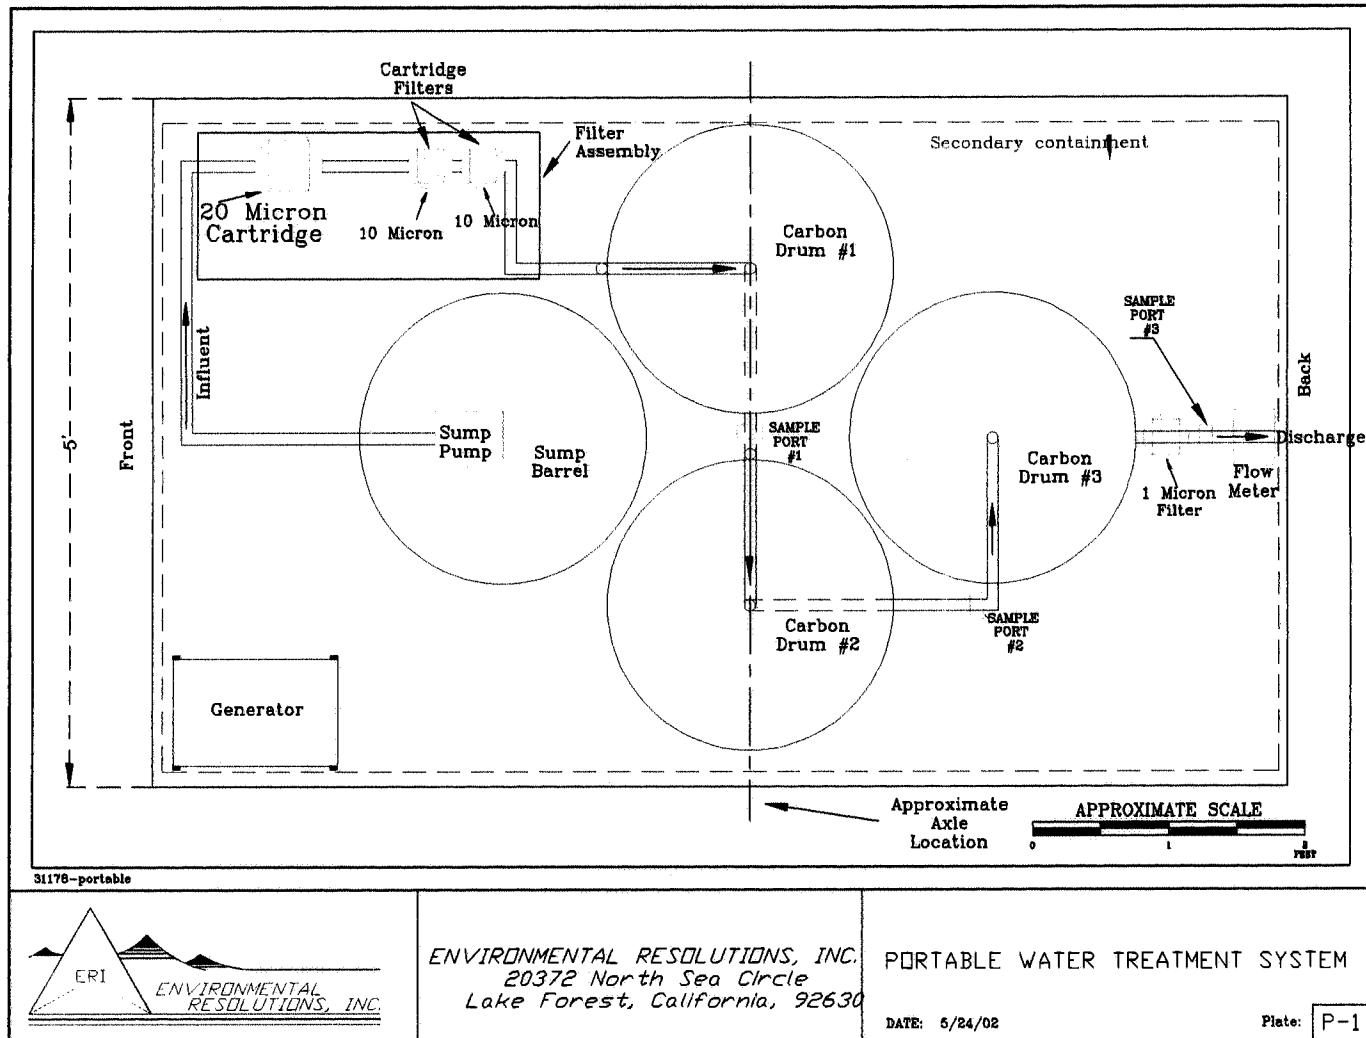 Cartridge
Filters
Filter
Assembly
Secondary containment
20 Micron
Cartridge
10 Micron
10 Micron
Carbon
Drum #1
SAMPLE
PORT
#3
Influent
Front
Back
5'
Sump
Pump
Sump
Barrel
SAMPLE
PORT
#1
Carbon
Drum #3
Discharge
1 Micron
Filter
Flow
Meter
Carbon
Drum #2
SAMPLE
PORT
#2
Generator
Approximate
Axle
Location
APPROXIMATE SCALE
0 1 2
FEET
31178-portable
ERI
ENVIRONMENTAL
RESOLUTIONS, INC.
ENVIRONMENTAL RESOLUTIONS, INC.
20372 North Sea Circle
Lake Forest, California, 92630
PORTABLE WATER TREATMENT SYSTEM
DATE: 5/24/02
Plate: P-1